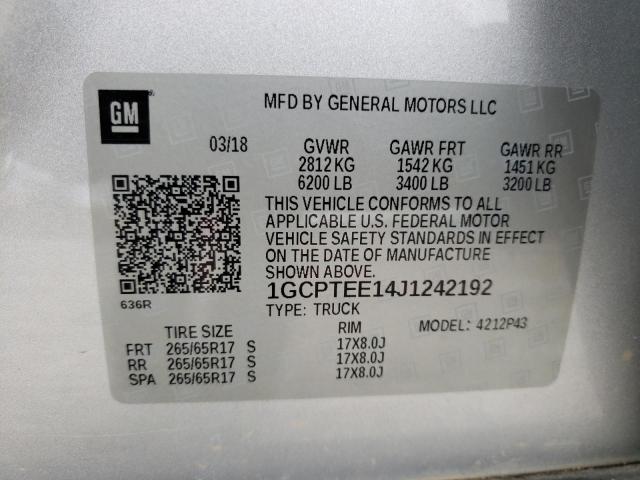 GM
MFD BY GENERAL MOTORS LLC
03/18 GVWR GAWR FRT GAWR RR
2812 KG 1542 KG 1451 KG
6200 LB 3400 LB 3200 LB
THIS VEHICLE CONFORMS TO ALL
APPLICABLE U.S. FEDERAL MOTOR
VEHICLE SAFETY STANDARDS IN EFFECT
ON THE DATE OF MANUFACTURE
SHOWN ABOVE.
636R
1GCPTEE14J1242192
TYPE: TRUCK
MODEL: 4212P43
TIRE SIZE RIM
FRT 265/65R17 S 17X8.0J
RR 265/65R17 S 17X8.0J
SPA 265/65R17 S 17X8.0J